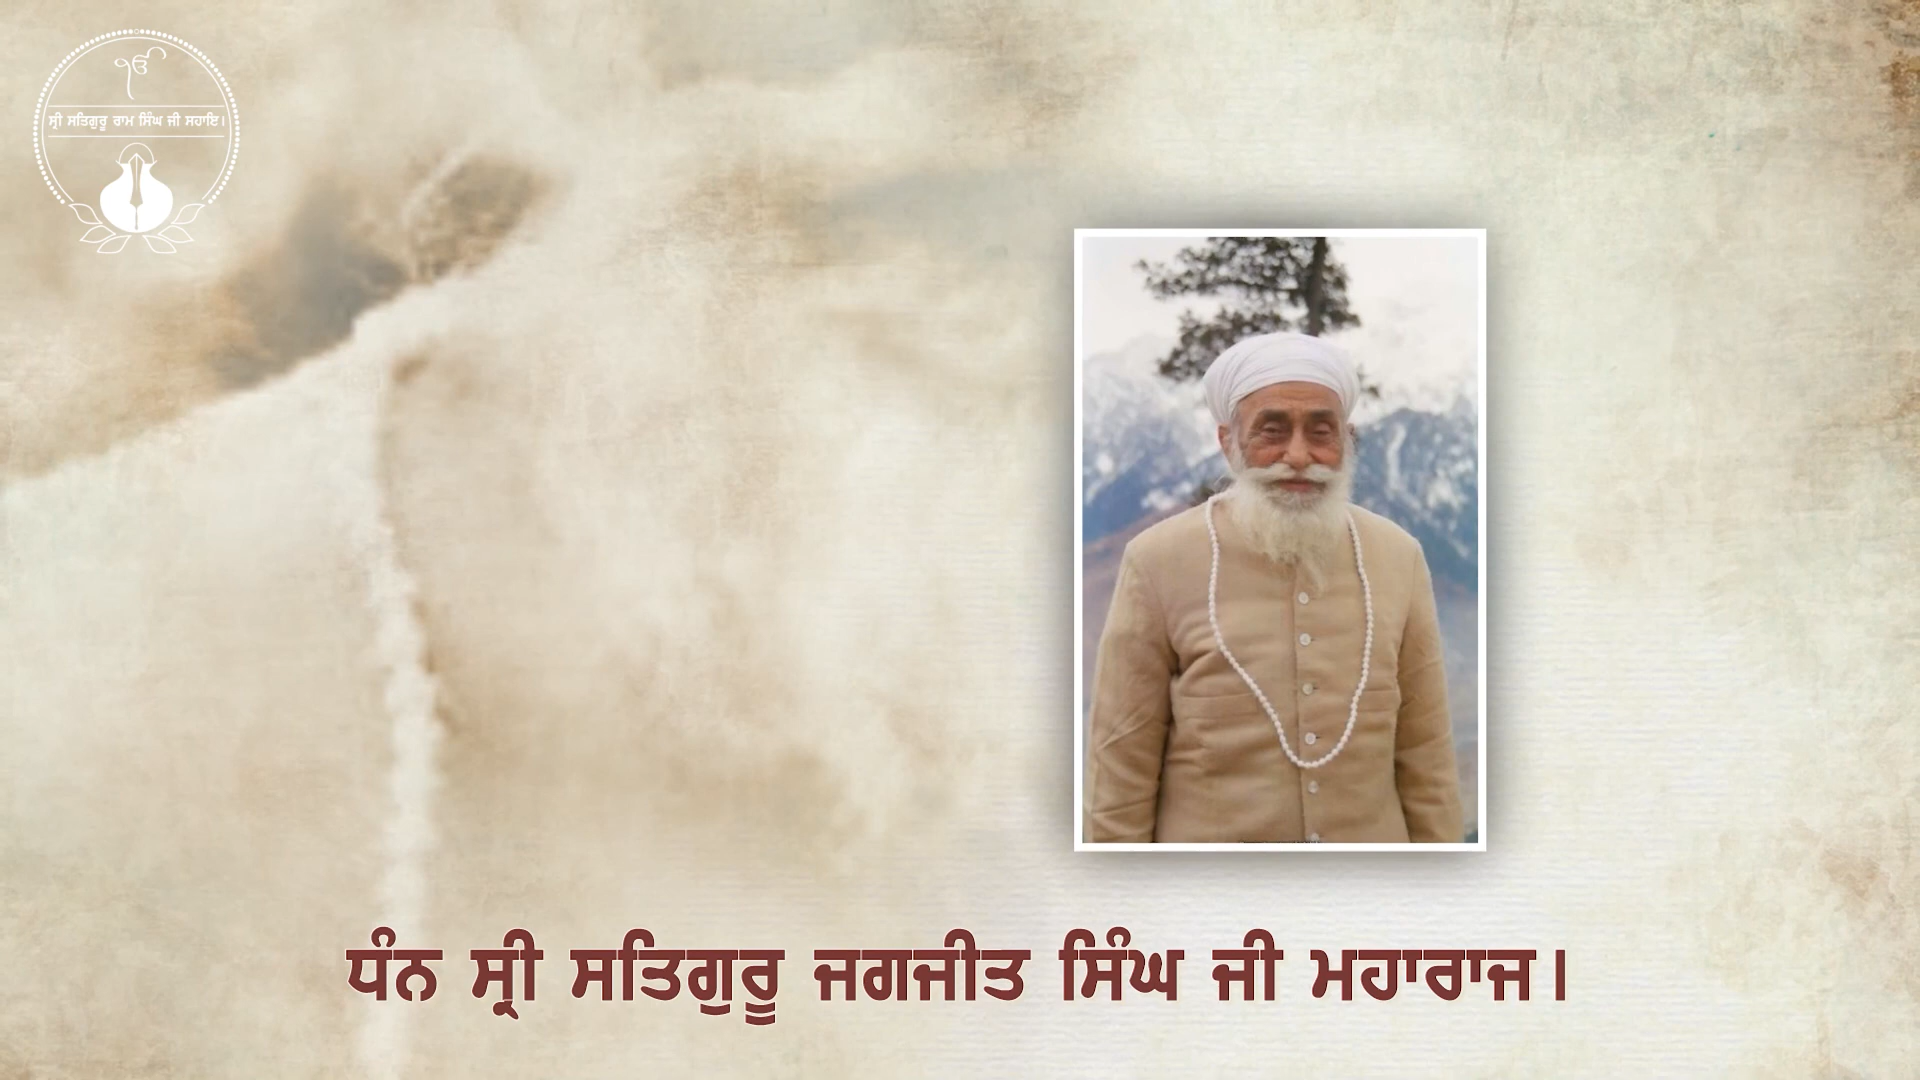 ੴ
ਸ੍ਰੀ ਸਤਿਗੁਰੂ ਰਾਮ ਸਿੰਘ ਜੀ ਸਹਾਇ।
ਧੰਨ ਸ੍ਰੀ ਸਤਿਗੁਰੂ ਜਗਜੀਤ ਸਿੰਘ ਜੀ ਮਹਾਰਾਜ।